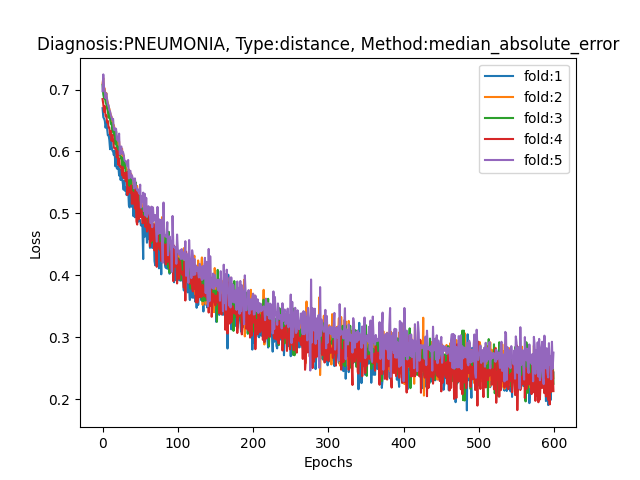 Diagnosis:PNEUMONIA, Type:distance, Method:median_absolute_error
fold:1
fold:2
fold:3
fold:4
fold:5
Loss
0.7
0.6
0.5
0.4
0.3
0.2
0 100 200 300 400 500 600
Epochs